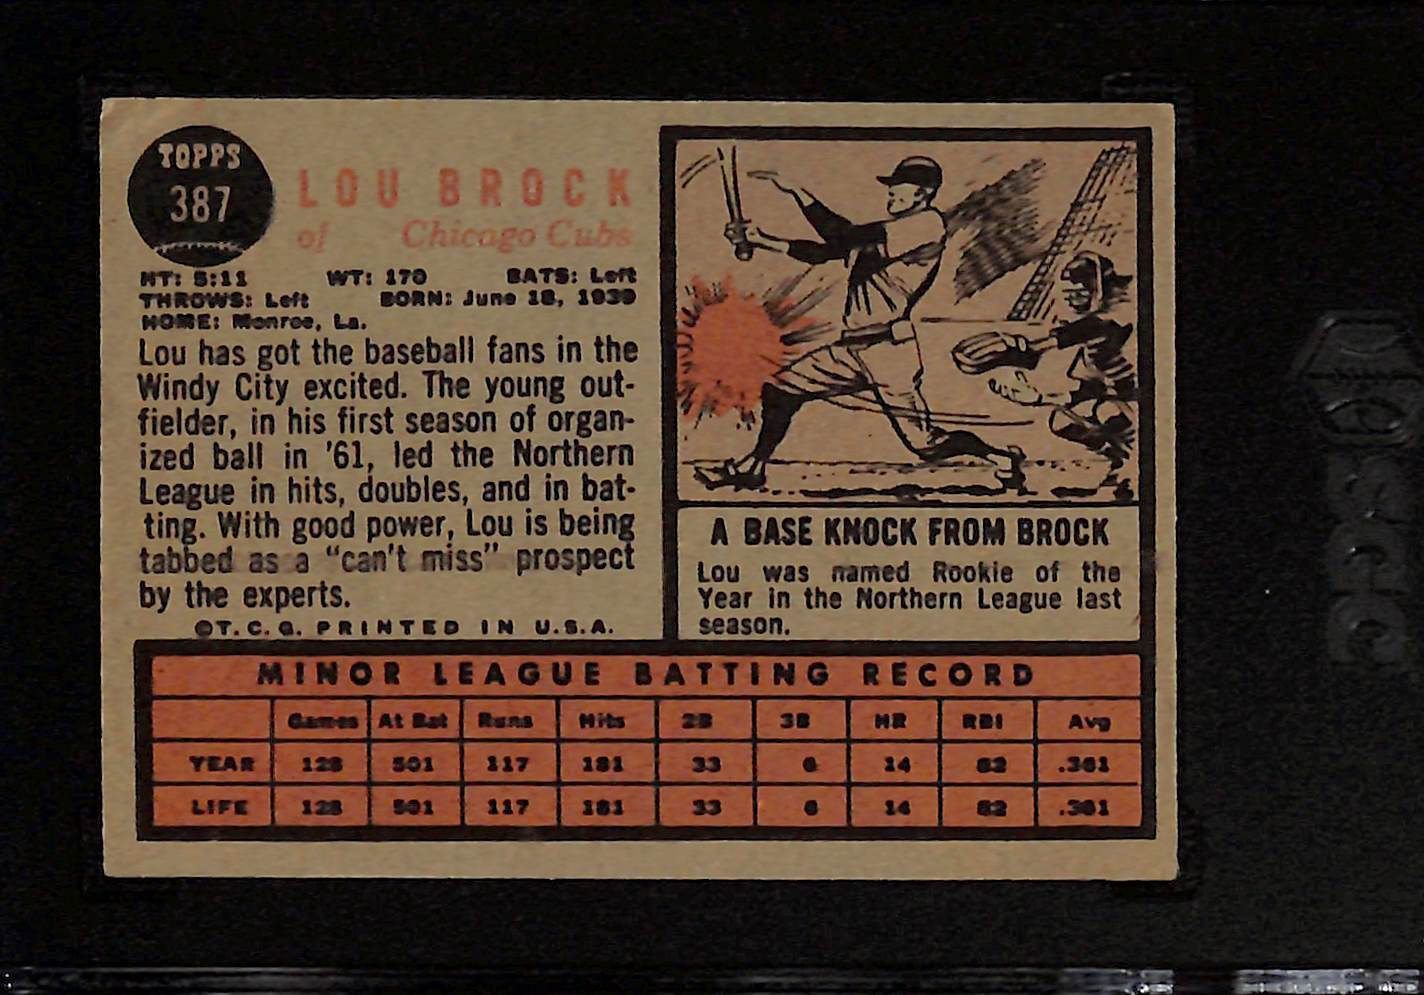 TOPPS
387
LOU BROCK
of Chicago Cubs
HT: 5:11 WT: 170 BATS: Left
THROWS: Left BORN: June 18, 1939
HOME: Monroe, La.
Lou has got the baseball fans in the
Windy City excited. The young out-
fielder, in his first season of organ-
ized ball in '61, led the Northern
League in hits, doubles, and in bat-
ting. With good power, Lou is being
tabbed as a "can't miss" prospect
by the experts.
©T.C.G. PRINTED IN U.S.A.
A BASE KNOCK FROM BROCK
Lou was named Rookie of the
Year in the Northern League last
season.
MINOR LEAGUE BATTING RECORD
Games At Bat Runs Hits 2B 3B HR RBI Avg
YEAR 128 501 117 181 33 6 14 82 .361
LIFE 128 501 117 181 33 6 14 82 .361
SGC